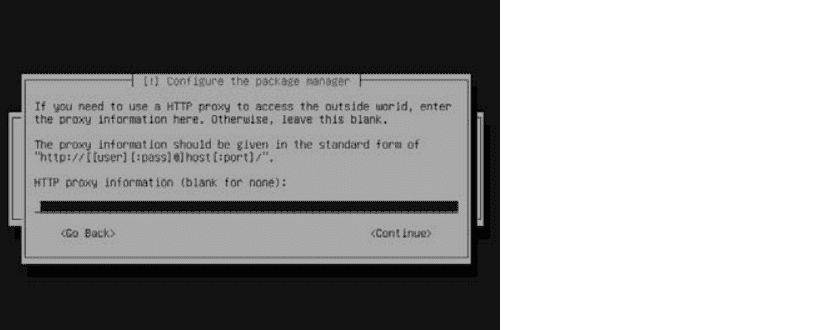 [!] Configure the package manager
If you need to use a HTTP proxy to access the outside world, enter
the proxy information here. Otherwise, leave this blank.
The proxy information should be given in the standard form of
"http://[[user][:pass]@]host[:port]/".
HTTP proxy information (blank for none):
<Go Back> <Continue>